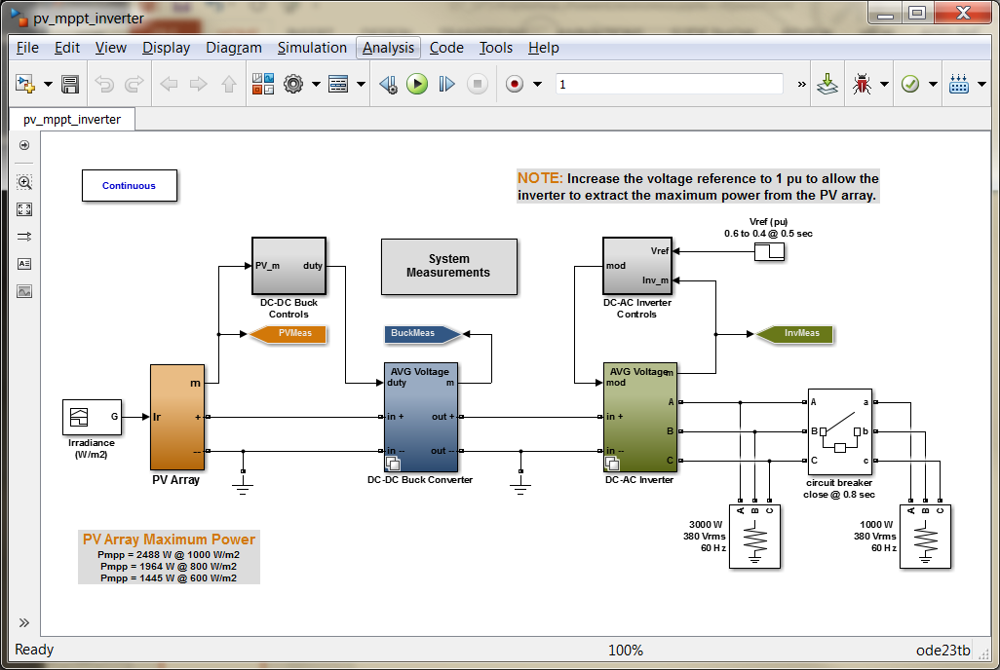 pv_mppt_inverter
File Edit View Display Diagram Simulation Analysis Code Tools Help
1
»
pv_mppt_inverter
Continuous
NOTE: Increase the voltage reference to 1 pu to allow the
inverter to extract the maximum power from the PV array.
Vref (pu)
0.6 to 0.4 @ 0.5 sec
PV_m duty
DC-DC Buck
Controls
System
Measurements
Vref
mod
Inv_m
DC-AC Inverter
Controls
PVMeas
BuckMeas
InvMeas
G
Irradiance
(W/m2)
m
Ir +
--
PV Array
AVG Voltage
duty m
in + out +
in -- out --
DC-DC Buck Converter
AVG Voltage
m
mod
A
in + B
in -- C
DC-AC Inverter
A a
B b
C c
circuit breaker
close @ 0.8 sec
A B C
3000 W
380 Vrms
60 Hz
A B C
1000 W
380 Vrms
60 Hz
PV Array Maximum Power
Pmpp = 2488 W @ 1000 W/m2
Pmpp = 1964 W @ 800 W/m2
Pmpp = 1445 W @ 600 W/m2
»
Ready 100% ode23tb